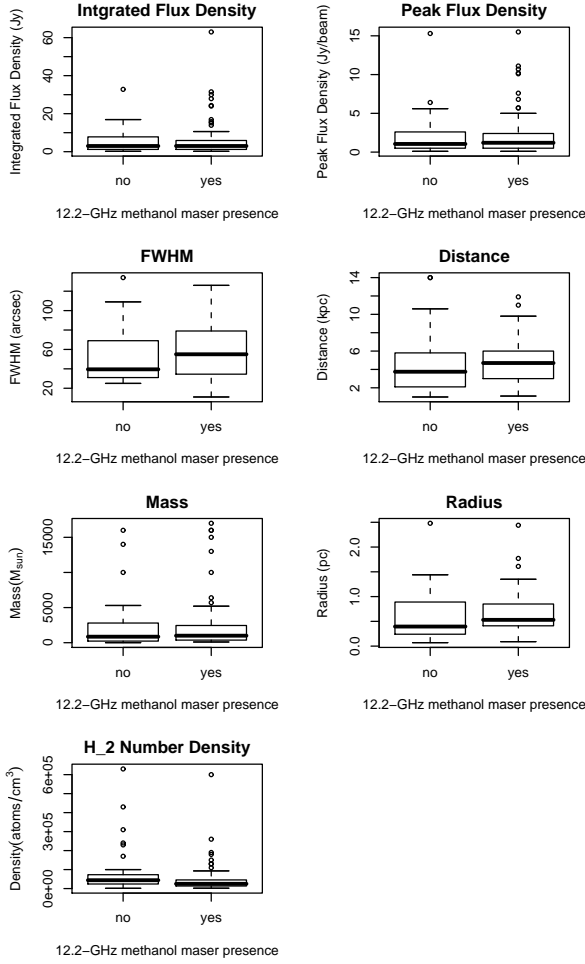 Intgrated Flux Density
Integrated Flux Density (Jy)
60
40
20
0
no yes
12.2−GHz methanol maser presence
Peak Flux Density
Peak Flux Density (Jy/beam)
15
10
5
0
no yes
12.2−GHz methanol maser presence
FWHM
FWHM (arcsec)
100
60
20
no yes
12.2−GHz methanol maser presence
Distance
Distance (kpc)
14
10
6
2
no yes
12.2−GHz methanol maser presence
Mass
Mass(Msun)
15000
5000
0
no yes
12.2−GHz methanol maser presence
Radius
Radius (pc)
2.0
1.0
0.0
no yes
12.2−GHz methanol maser presence
H_2 Number Density
Density(atoms/cm3)
6e+05
3e+05
0e+00
no yes
12.2−GHz methanol maser presence